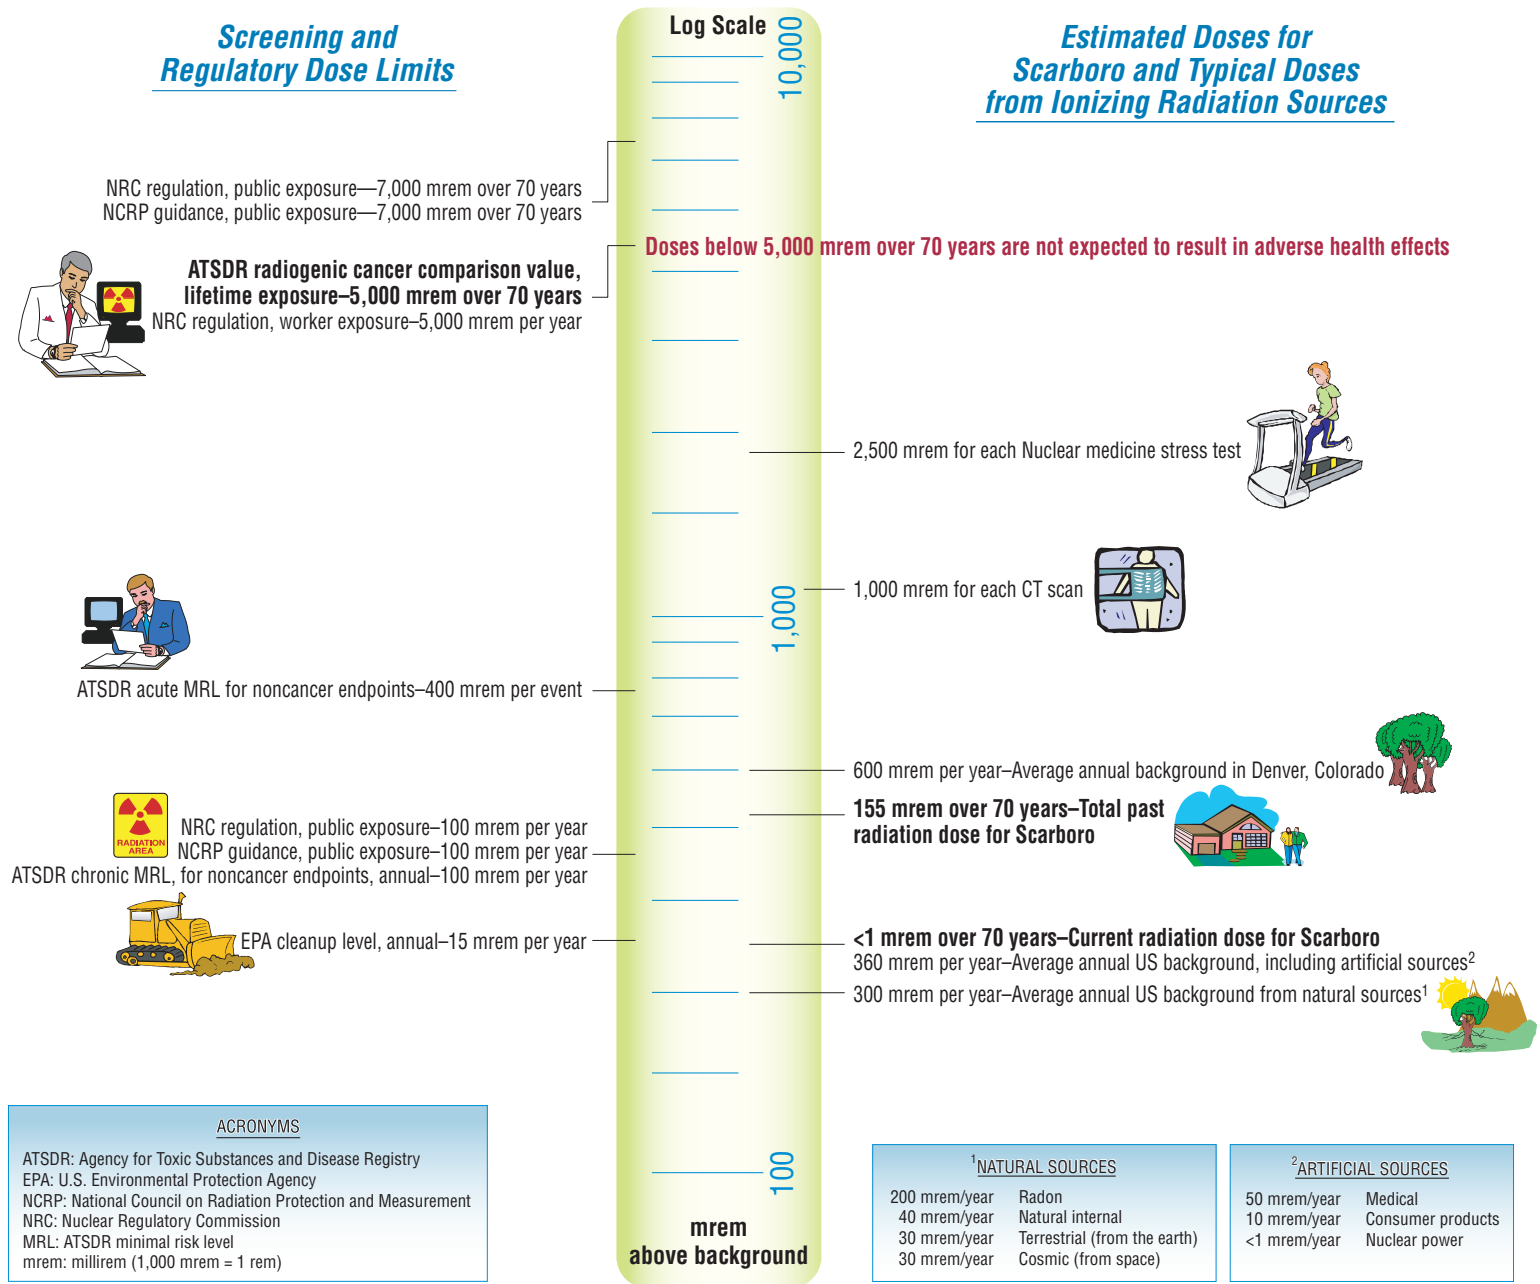 Screening and
Regulatory Dose Limits
Log Scale
10,000
Estimated Doses for
Scarboro and Typical Doses
from Ionizing Radiation Sources
NRC regulation, public exposure—7,000 mrem over 70 years
NCRP guidance, public exposure—7,000 mrem over 70 years
Doses below 5,000 mrem over 70 years are not expected to result in adverse health effects
ATSDR radiogenic cancer comparison value,
lifetime exposure–5,000 mrem over 70 years
NRC regulation, worker exposure–5,000 mrem per year
2,500 mrem for each Nuclear medicine stress test
1,000 mrem for each CT scan
1,000
ATSDR acute MRL for noncancer endpoints–400 mrem per event
600 mrem per year–Average annual background in Denver, Colorado
155 mrem over 70 years–Total past
radiation dose for Scarboro
RADIATION
AREA
NRC regulation, public exposure–100 mrem per year
NCRP guidance, public exposure–100 mrem per year
ATSDR chronic MRL, for noncancer endpoints, annual–100 mrem per year
EPA cleanup level, annual–15 mrem per year
<1 mrem over 70 years–Current radiation dose for Scarboro
360 mrem per year–Average annual US background, including artificial sources2
300 mrem per year–Average annual US background from natural sources1
100
mrem
above background
ACRONYMS
ATSDR: Agency for Toxic Substances and Disease Registry
EPA: U.S. Environmental Protection Agency
NCRP: National Council on Radiation Protection and Measurement
NRC: Nuclear Regulatory Commission
MRL: ATSDR minimal risk level
mrem: millirem (1,000 mrem = 1 rem)
1NATURAL SOURCES
200 mrem/year Radon
40 mrem/year Natural internal
30 mrem/year Terrestrial (from the earth)
30 mrem/year Cosmic (from space)
2ARTIFICIAL SOURCES
50 mrem/year Medical
10 mrem/year Consumer products
<1 mrem/year Nuclear power